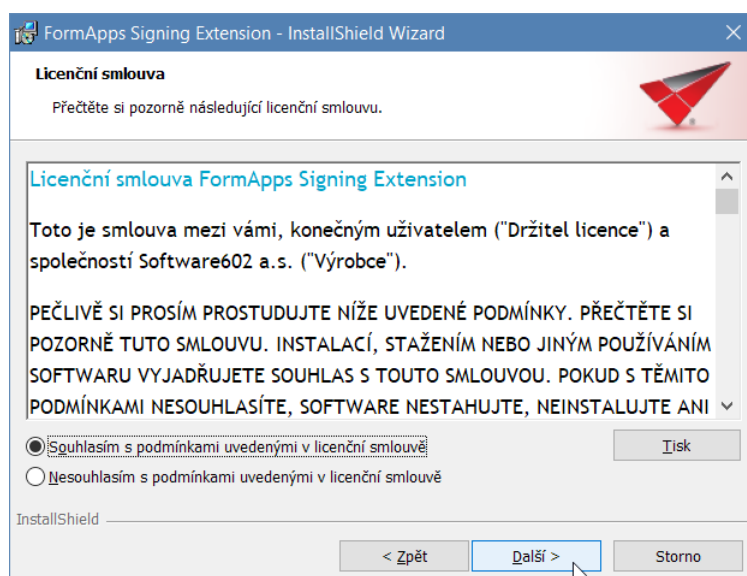 FormApps Signing Extension - InstallShield Wizard
Licenční smlouva
Přečtěte si pozorně následující licenční smlouvu.
Licenční smlouva FormApps Signing Extension
Toto je smlouva mezi vámi, konečným uživatelem ("Držitel licence") a
společností Software602 a.s. ("Výrobce").
PEČLIVĚ SI PROSÍM PROSTUDUJTE NÍŽE UVEDENÉ PODMÍNKY. PŘEČTĚTE SI
POZORNĚ TUTO SMLOUVU. INSTALACÍ, STAŽENÍM NEBO JINÝM POUŽÍVÁNÍM
SOFTWARU VYJADŘUJETE SOUHLAS S TOUTO SMLOUVOU. POKUD S TĚMITO
PODMÍNKAMI NESOUHLASÍTE, SOFTWARE NESTAHUJTE, NEINSTALUJTE ANI
Souhlasím s podmínkami uvedenými v licenční smlouvě
Tisk
Nesouhlasím s podmínkami uvedenými v licenční smlouvě
InstallShield
< Zpět
Další >
Storno